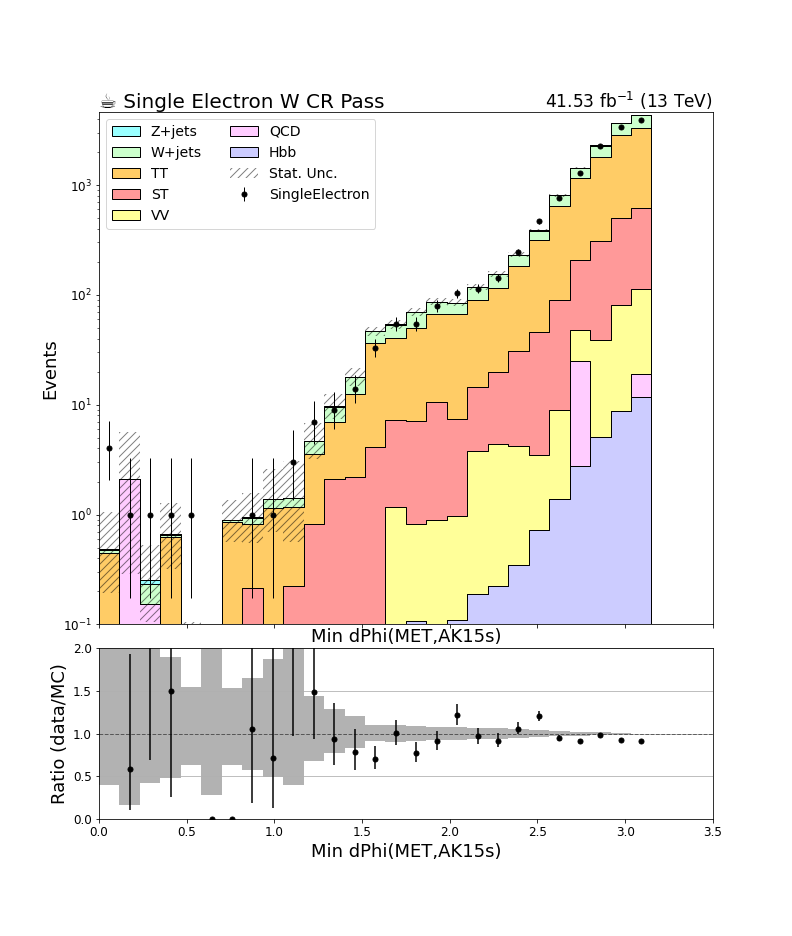 ☕ Single Electron W CR Pass 41.53 fb⁻¹ (13 TeV)
Z+jets
W+jets
TT
ST
VV
QCD
Hbb
Stat. Unc.
SingleElectron
Events
10³
10²
10¹
10⁰
10⁻¹
Min dPhi(MET,AK15s)
Ratio (data/MC)
2.0
1.5
1.0
0.5
0.0
0.0 0.5 1.0 1.5 2.0 2.5 3.0 3.5
Min dPhi(MET,AK15s)